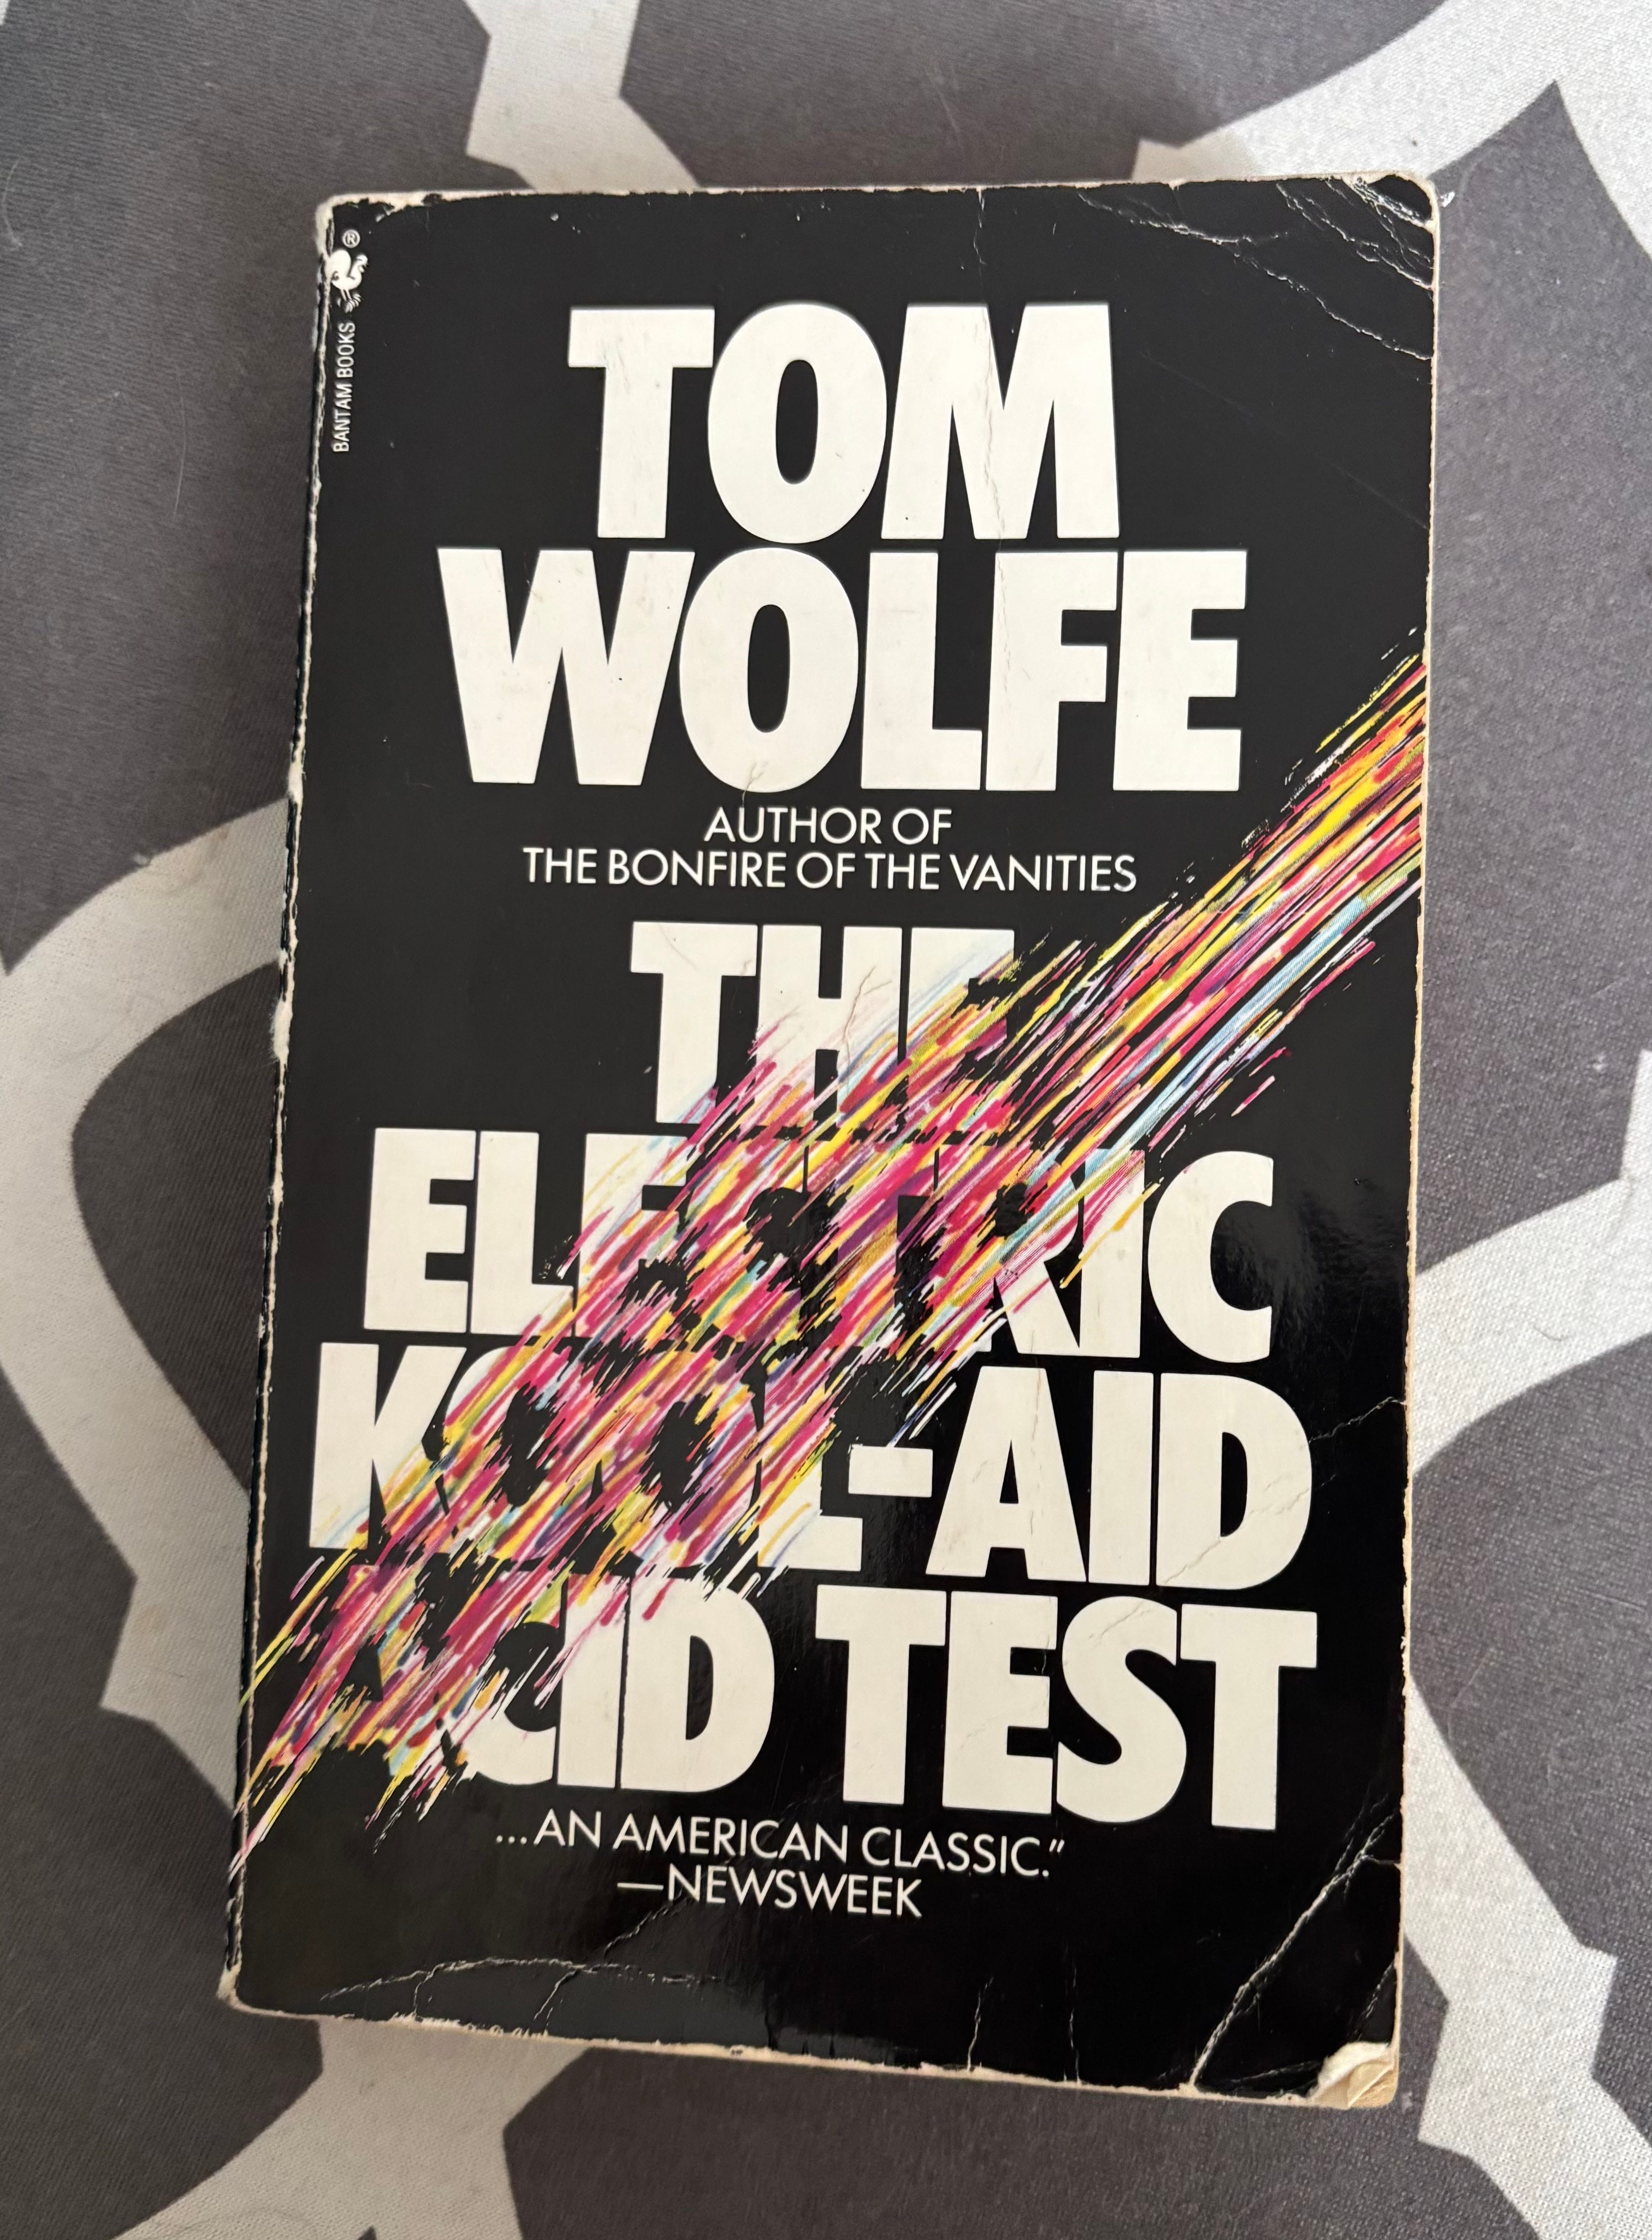 BANTAM BOOKS ®
TOM
WOLFE
AUTHOR OF
THE BONFIRE OF THE VANITIES
THE
ELECTRIC
KOOL-AID
ACID TEST
...AN AMERICAN CLASSIC.”
—NEWSWEEK